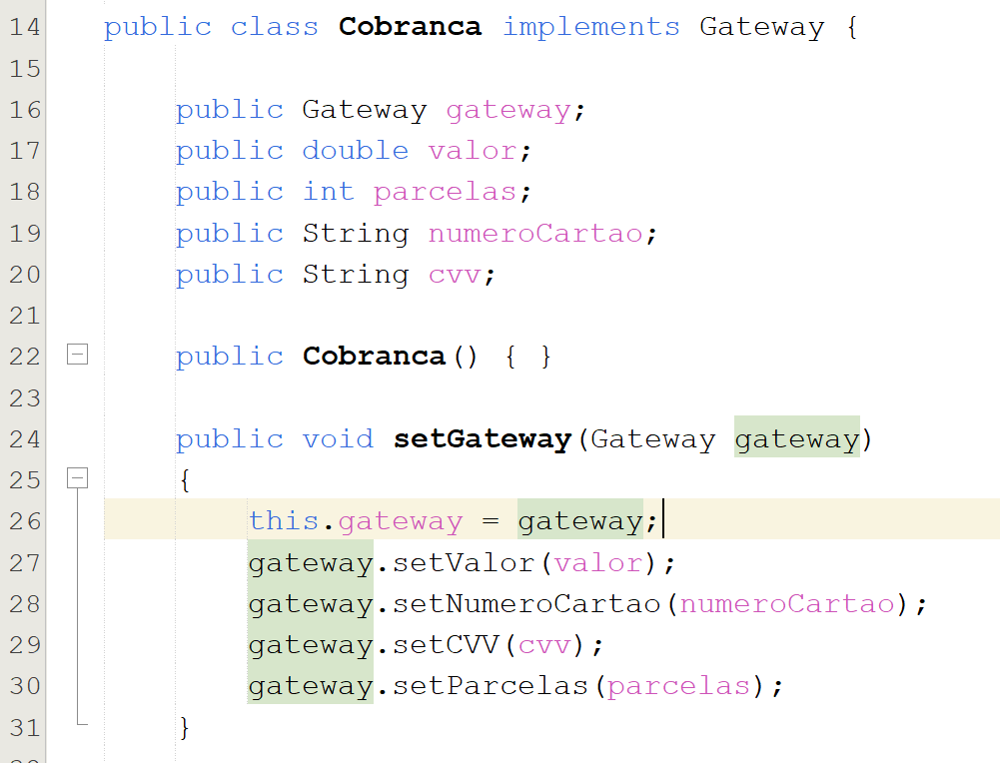 14 public class Cobranca implements Gateway {
15
16 public Gateway gateway;
17 public double valor;
18 public int parcelas;
19 public String numeroCartao;
20 public String cvv;
21
22 public Cobranca() { }
23
24 public void setGateway(Gateway gateway)
25 {
26 this.gateway = gateway;
27 gateway.setValor(valor);
28 gateway.setNumeroCartao(numeroCartao);
29 gateway.setCVV(cvv);
30 gateway.setParcelas(parcelas);
31 }